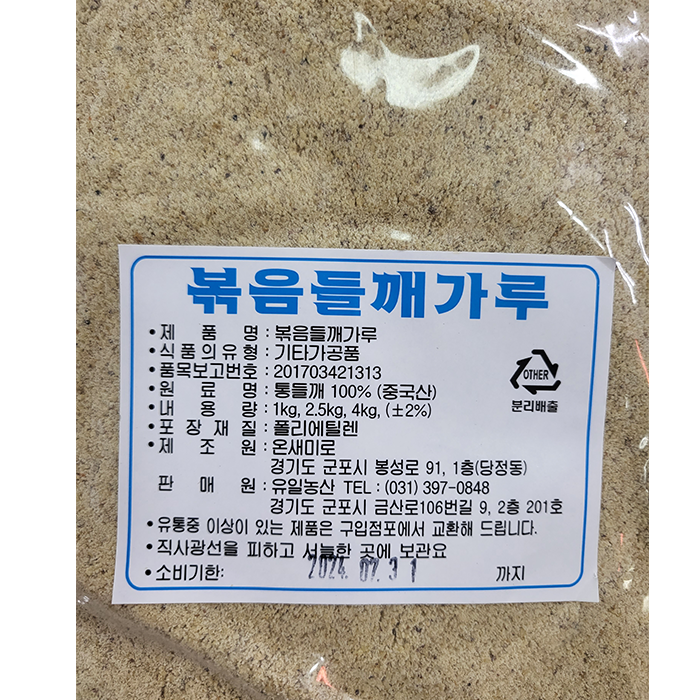 볶음들깨가루
• 제 품 명 : 볶음들깨가루
• 식품의유형 : 기타가공품
• 품목보고번호 : 201703421313
• 원 료 명 : 통들깨 100% (중국산)
• 내 용 량 : 1kg, 2.5kg, 4kg, (±2%)
• 포 장 재 질 : 폴리에틸렌
• 제 조 원 : 온새미로
경기도 군포시 봉성로 91, 1층(당정동)
판 매 원 : 유일농산 TEL : (031) 397-0848
경기도 군포시 금산로106번길 9, 2층 201호
• 유통중 이상이 있는 제품은 구입점포에서 교환해 드립니다.
• 직사광선을 피하고 서늘한 곳에 보관요
• 소비기한: 2024. 07. 31 까지
OTHER
분리배출